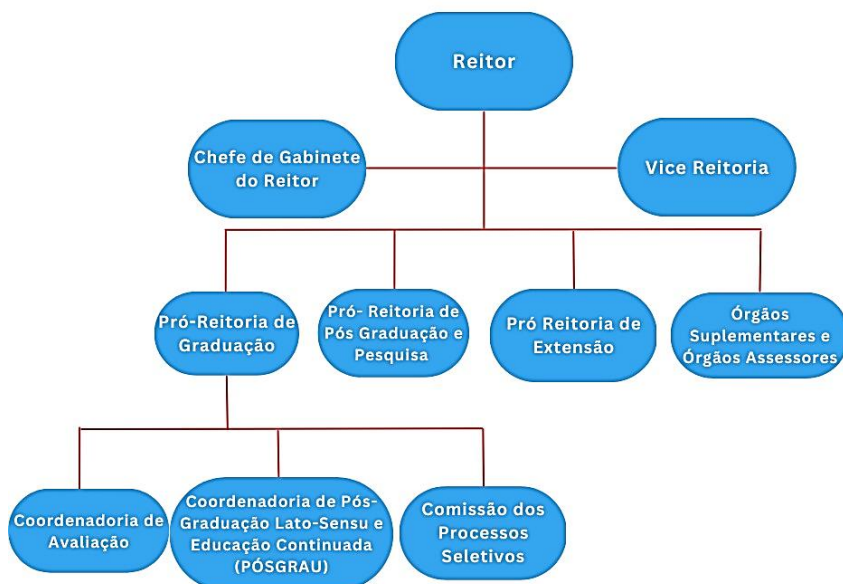 Reitor
Chefe de Gabinete
do Reitor
Vice Reitoria
Pró-Reitoria de
Graduação
Pró- Reitoria de
Pós Graduação e
Pesquisa
Pró Reitoria de
Extensão
Órgãos
Suplementares e
Órgãos Assessores
Coordenadoria de
Avaliação
Coordenadoria de Pós-
Graduação Lato-Sensu e
Educação Continuada
(PÓSGRAU)
Comissão dos
Processos
Seletivos